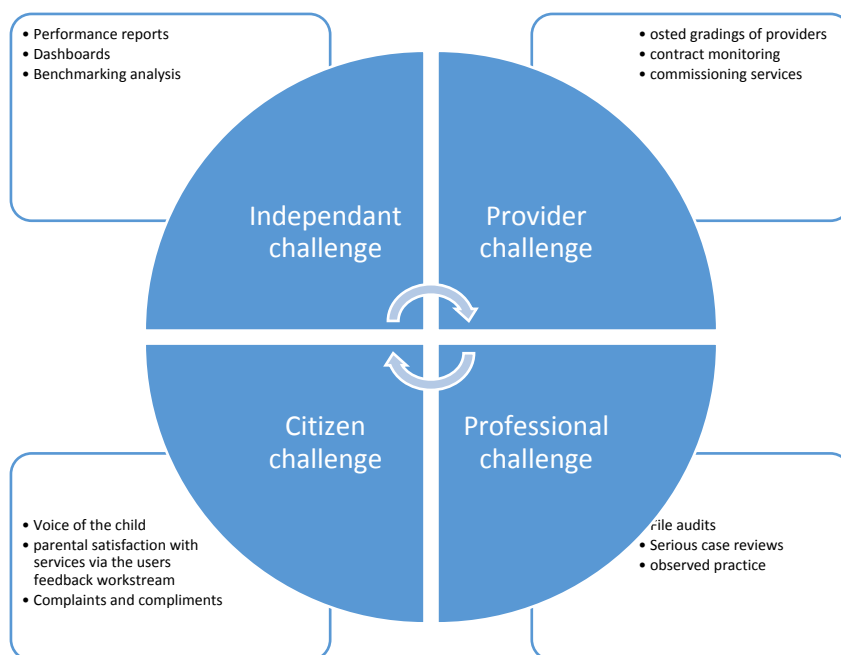 • Performance reports
• Dashboards
• Benchmarking analysis
• osted gradings of providers
• contract monitoring
• commissioning services
Independant
challenge
Provider
challenge
Citizen
challenge
Professional
challenge
• Voice of the child
• parental satisfaction with
services via the users
feedback workstream
• Complaints and compliments
File audits
• Serious case reviews
• observed practice